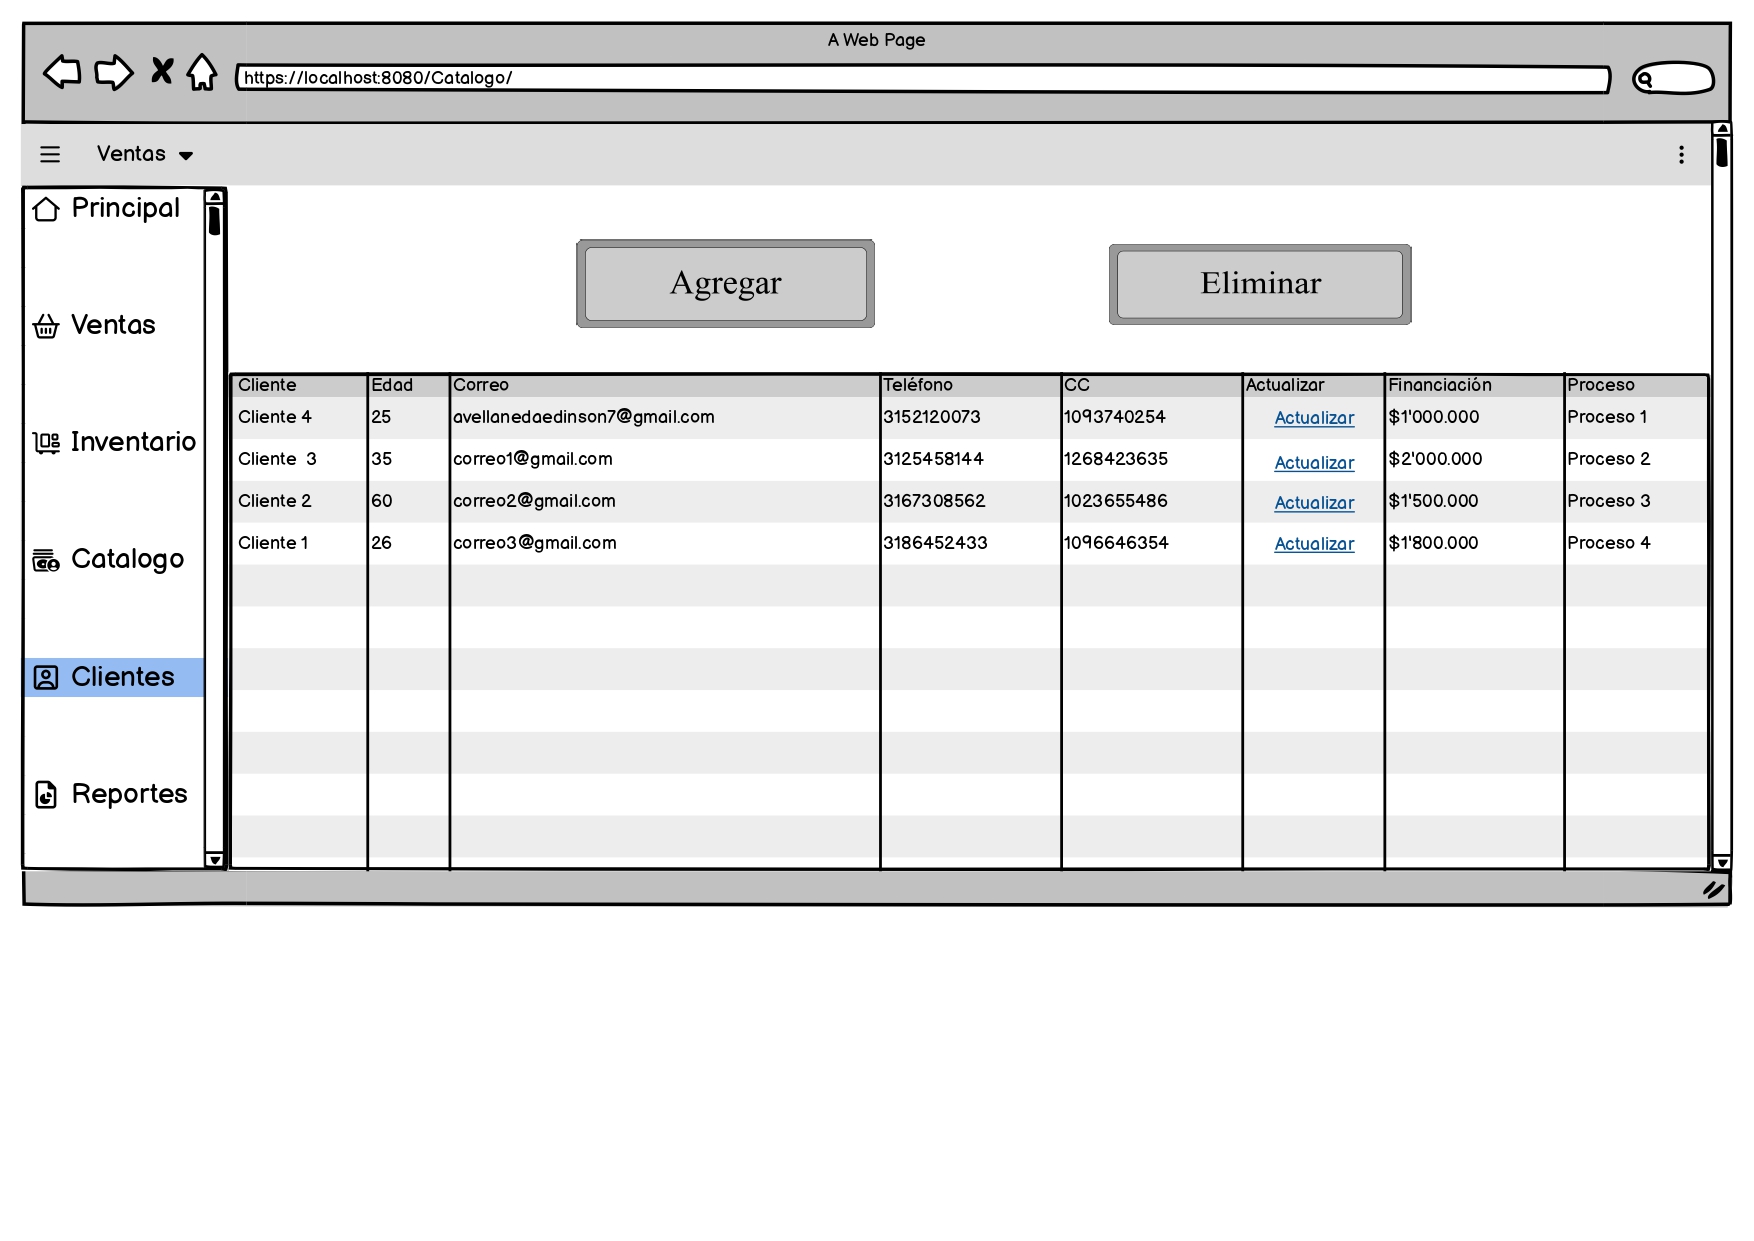 A Web Page
https://localhost:8080/Catalogo/
Ventas
Principal
Ventas
Inventario
Catalogo
Clientes
Reportes
Agregar Eliminar
Cliente Edad Correo Teléfono CC Actualizar Financiación Proceso
Cliente 4 25 avellanedaedinson7@gmail.com 3152120073 1093740254 Actualizar $1'000.000 Proceso 1
Cliente 3 35 correo1@gmail.com 3125458144 1268423635 Actualizar $2'000.000 Proceso 2
Cliente 2 60 correo2@gmail.com 3167308562 1023655486 Actualizar $1'500.000 Proceso 3
Cliente 1 26 correo3@gmail.com 3186452433 1096646354 Actualizar $1'800.000 Proceso 4